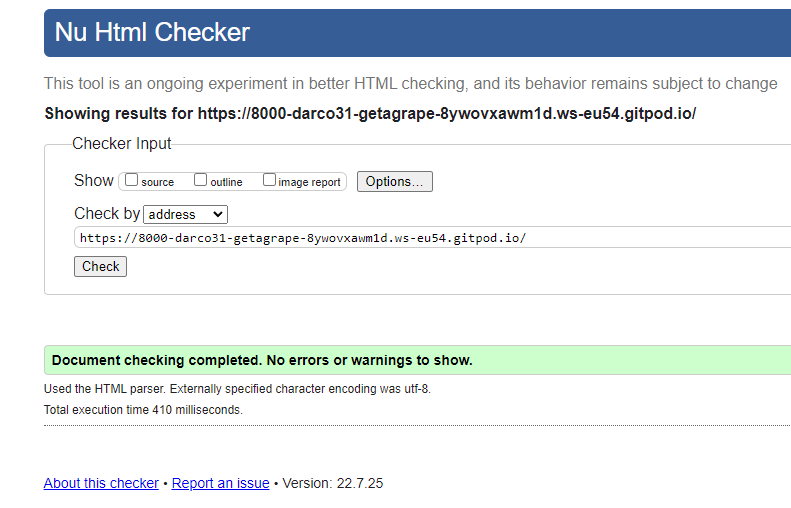 Nu Html Checker
This tool is an ongoing experiment in better HTML checking, and its behavior remains subject to change
Showing results for https://8000-darco31-getagrape-8ywovxawm1d.ws-eu54.gitpod.io/
Checker Input
Show source outline image report Options...
Check by address
https://8000-darco31-getagrape-8ywovxawm1d.ws-eu54.gitpod.io/
Check
Document checking completed. No errors or warnings to show.
Used the HTML parser. Externally specified character encoding was utf-8.
Total execution time 410 milliseconds.
About this checker • Report an issue • Version: 22.7.25